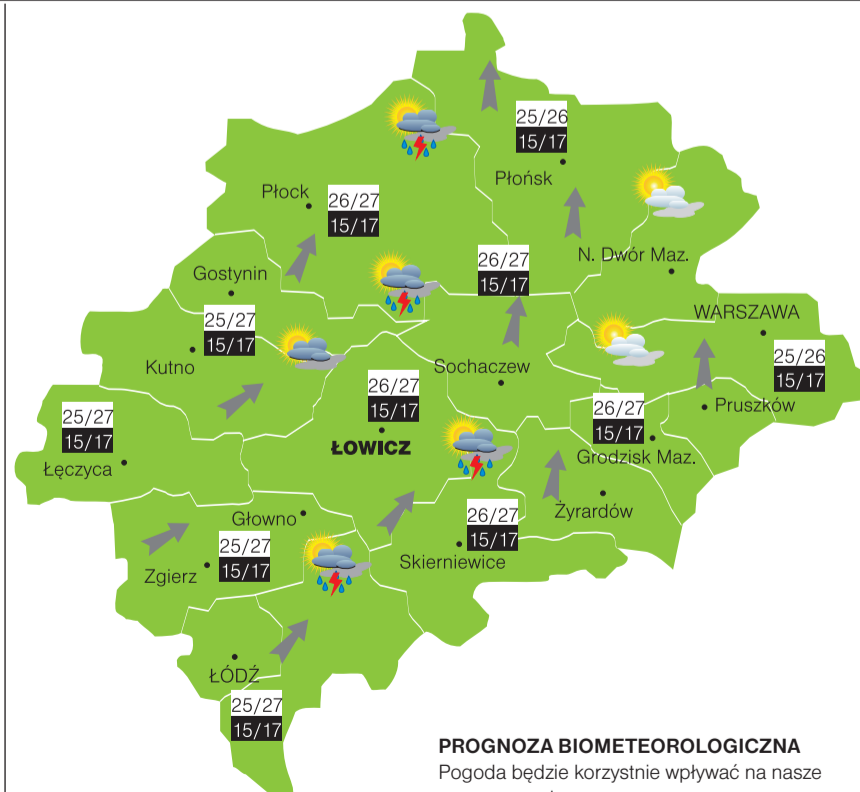 25/26
15/17
Płońsk
Płock
26/27
15/17
N. Dwór Maz.
26/27
15/17
Gostynin
25/27
15/17
Kutno
WARSZAWA
25/26
15/17
Sochaczew
26/27
15/17
ŁOWICZ
Pruszków
26/27
15/17
Grodzisk Maz.
25/27
15/17
Łęczyca
Żyrardów
Głowno
26/27
15/17
Skierniewice
25/27
15/17
Zgierz
ŁÓDŹ
25/27
15/17
PROGNOZA BIOMETEOROLOGICZNA
Pogoda będzie korzystnie wpływać na nasze